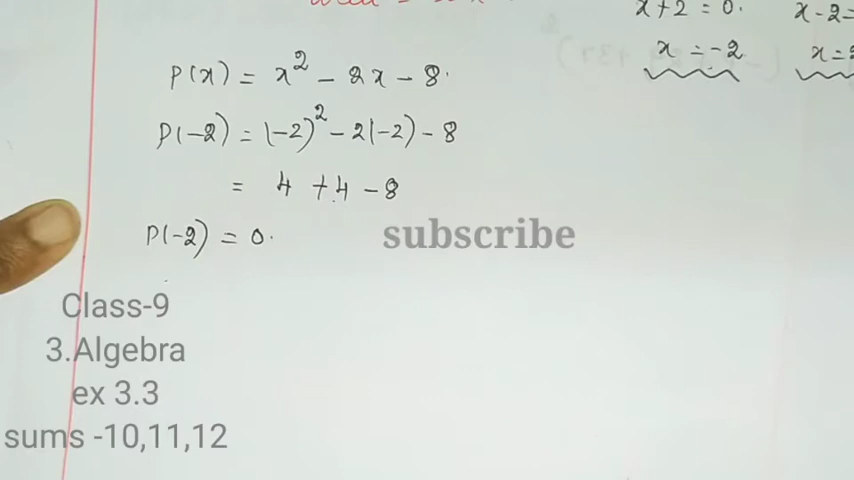 x+2 = 0.
x-2=
x = -2
x=2
P(x) = x² - 2x - 8.
P(-2) = (-2)² - 2(-2) - 8
= 4 + 4 - 8
P(-2) = 0.
subscribe
Class-9
3.Algebra
ex 3.3
sums -10,11,12